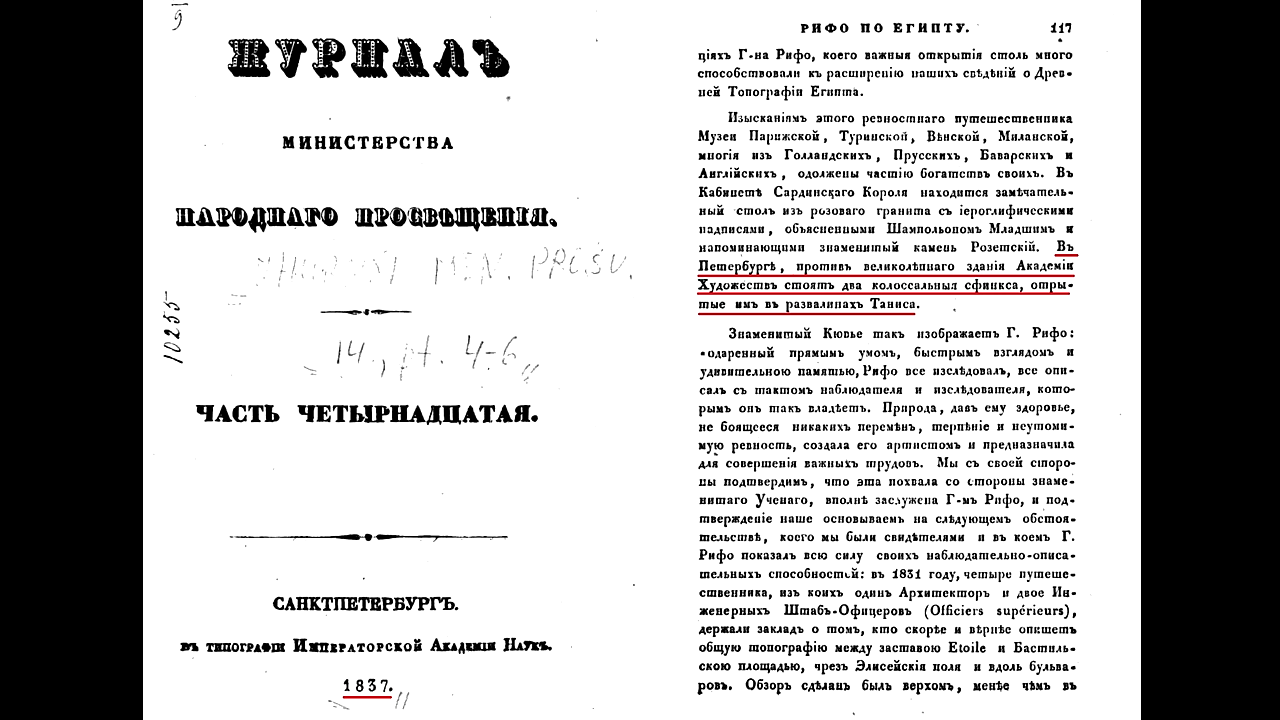 9
ЖУРНАЛЪ
МИНИСТЕРСТВА
НАРОДНАГО ПРОСВѢЩЕНІЯ.
MIN. PROSV.
10255
14., pt. 4-6
ЧАСТЬ ЧЕТЫРНАДЦАТАЯ.
САНКТПЕТЕРБУРГЪ.
ВЪ ТИПОГРАФІИ ИМПЕРАТОРСКОЙ АКАДЕМІИ НАУКЪ.
1837.
РИФО ПО ЕГИПТУ. 117
ціяхъ Г-на Рифо, коего важныя открытія столь много
способствовали къ расширенію нашихъ свѣдѣній о Древ-
ней Топографіи Египта.
Изысканіямъ этого ревностнаго путешественника
Музеи Парижской, Туринской, Вѣнской, Миланской,
многія изъ Голландскихъ, Прусскихъ, Баварскихъ и
Англійскихъ, одолжены частію богатствъ своихъ. Въ
Кабинетѣ Сардинскаго Короля находится замѣчатель-
ный столъ изъ розоваго гранита съ іероглифическими
надписями, объясненными Шампольономъ Младшимъ и
напоминающими знаменитый камень Розетскій. Въ
Петербургѣ, противъ великолѣпнаго зданія Академіи
Художествъ стоятъ два колоссальныя сфинкса, отры-
тые имъ въ развалинахъ Таниса.
Знаменитый Кювье такъ изображаетъ Г. Рифо:
«одаренный прямымъ умомъ, быстрымъ взглядомъ и
удивительною памятью, Рифо все изслѣдовалъ, все опи-
салъ съ тактомъ наблюдателя и изслѣдователя, кото-
рымъ онъ такъ владѣетъ. Природа, давъ ему здоровье,
не боящееся никакихъ перемѣнъ, терпѣніе и неутоми-
мую ревность, создала его артистомъ и предназначила
для совершенія важныхъ трудовъ. Мы съ своей сторо-
ны подтвердимъ, что эта похвала со стороны знаме-
нитаго Ученаго, вполнѣ заслужена Г-мъ Рифо, и под-
твержденіе наше основываемъ на слѣдующемъ обстоя-
тельствѣ, коего мы были свидѣтелями и въ коемъ Г.
Рифо показалъ всю силу своихъ наблюдательно-описа-
тельныхъ способностей: въ 1831 году, четыре путеше-
ственника, изъ коихъ одинъ Архитекторъ и двое Ин-
женерныхъ Штабъ-Офицеровъ (Officiers supérieurs),
держали закладъ о томъ, кто скорѣе и вѣрнѣе опишетъ
общую топографію между заставою Etoile и Бастиль-
скою площадью, чрезъ Элисейскія поля и вдоль бульва-
ровъ. Обзоръ сдѣланъ былъ верхомъ, менѣе чѣмъ въ